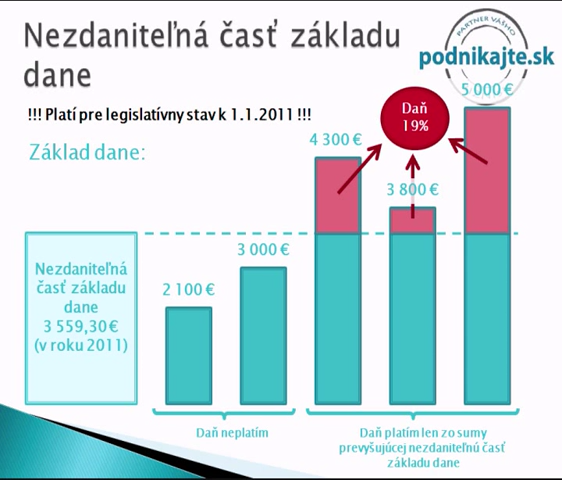 Nezdaniteľná časť základu
dane
PARTNER VÁŠHO
podnikajte.sk
!!! Platí pre legislatívny stav k 1.1.2011 !!!
Základ dane:
Daň
19%
5 000 €
4 300 €
3 800 €
3 000 €
2 100 €
Nezdaniteľná
časť základu
dane
3 559,30 €
(v roku 2011)
Daň neplatím
Daň platím len zo sumy
prevyšujúcej nezdaniteľnú časť
základu dane